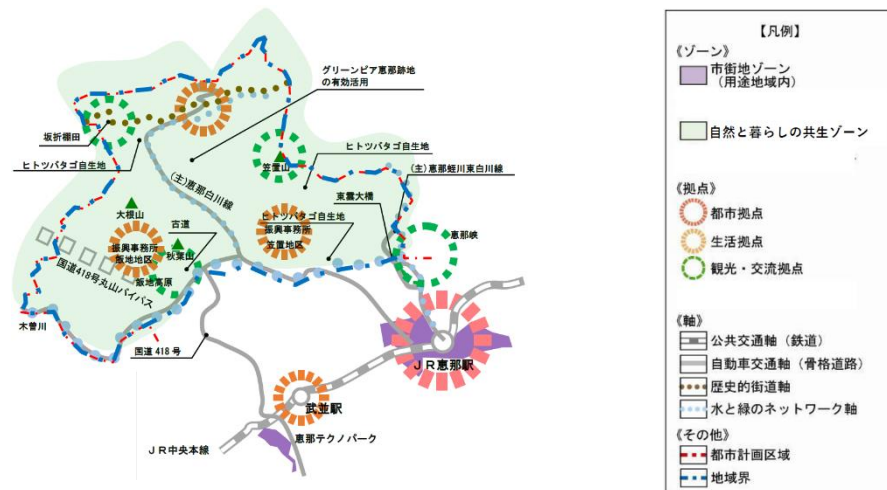 グリーンピア恵那跡地
の有効活用
坂折棚田
ヒトツバタゴ自生地
(主)恵那白川線
笠置山
ヒトツバタゴ自生地
(主)恵那蛭川東白川線
東雲大橋
恵那峡
大根山
古道
ヒトツバタゴ自生地
振興事務所
飯地地区
秋葉山
飯地高原
振興事務所
笠置地区
国道418号丸山バイパス
木曽川
国道418号
JR恵那駅
武並駅
恵那テクノパーク
JR中央本線
【凡例】
《ゾーン》
市街地ゾーン
(用途地域内)
自然と暮らしの共生ゾーン
《拠点》
都市拠点
生活拠点
観光・交流拠点
《軸》
公共交通軸(鉄道)
自動車交通軸(骨格道路)
歴史的街道軸
水と緑のネットワーク軸
《その他》
都市計画区域
地域界